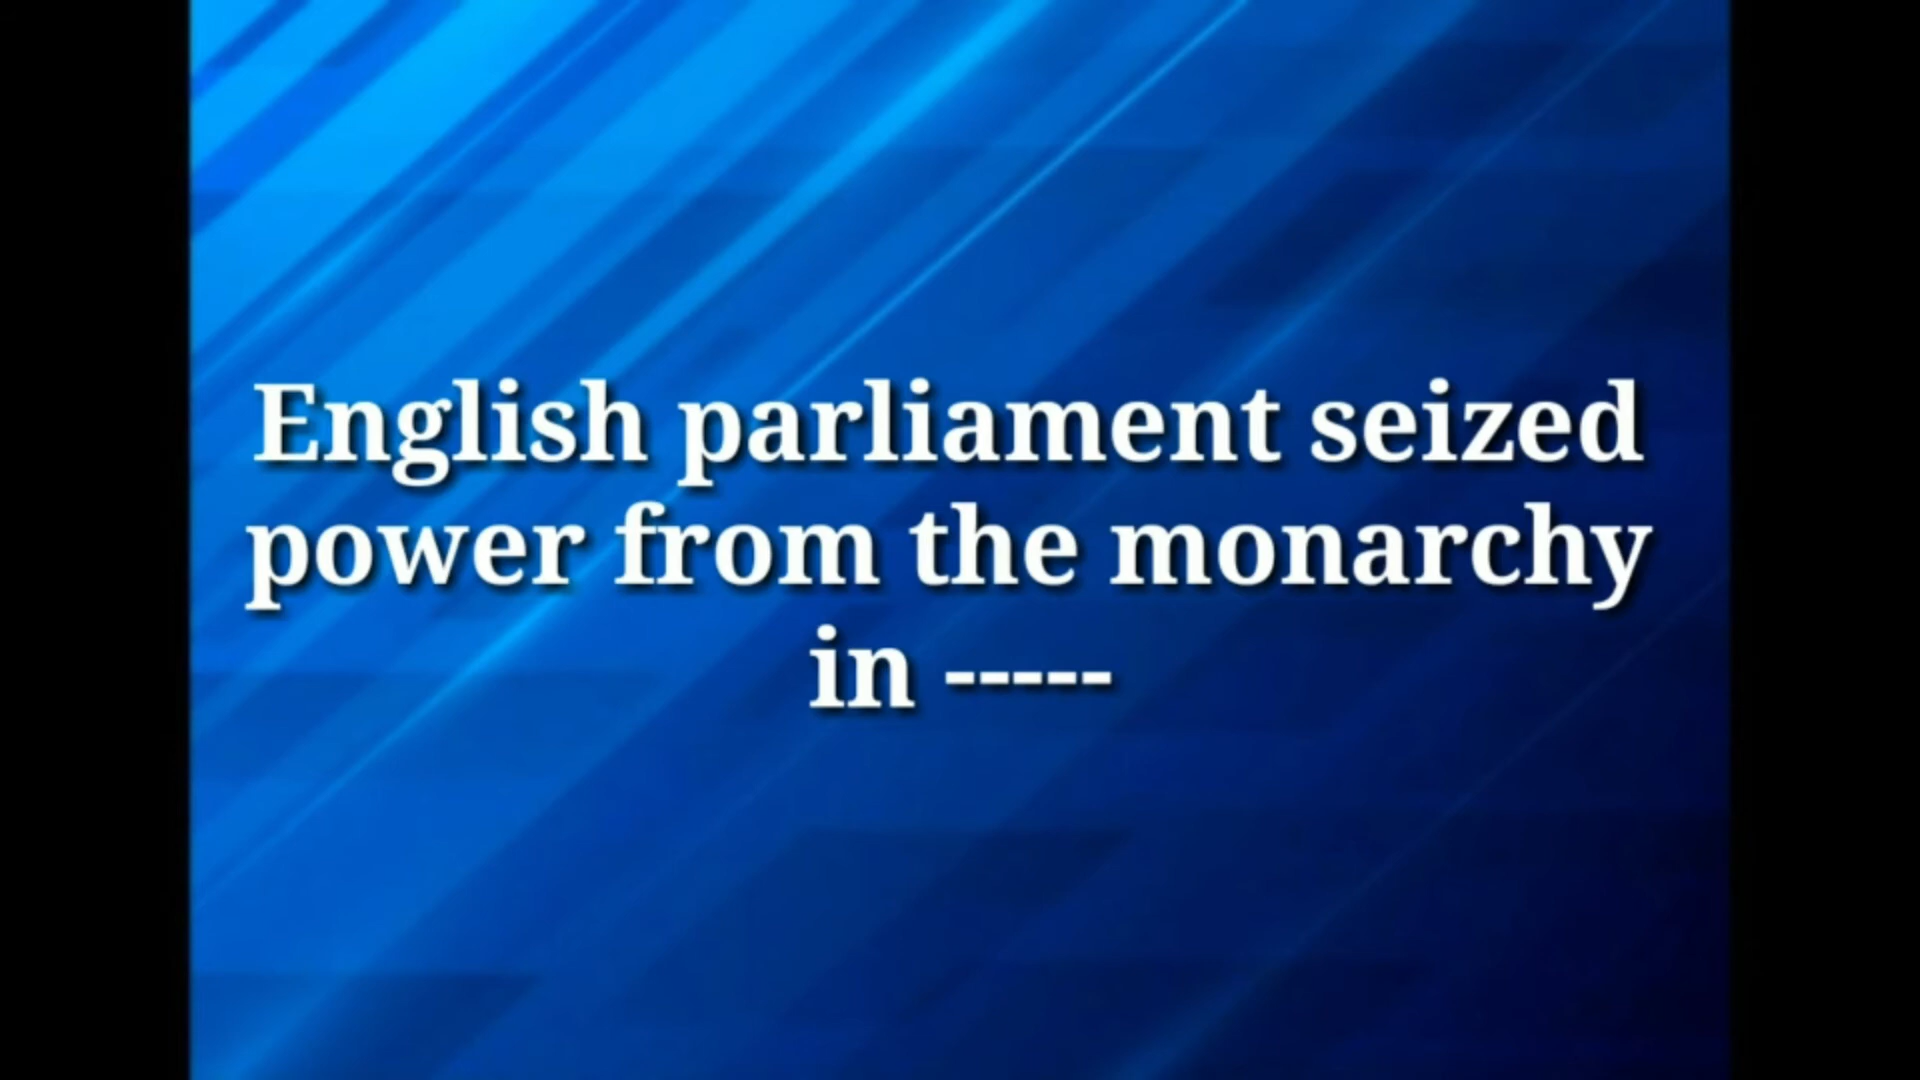 English parliament seized
power from the monarchy
in -----